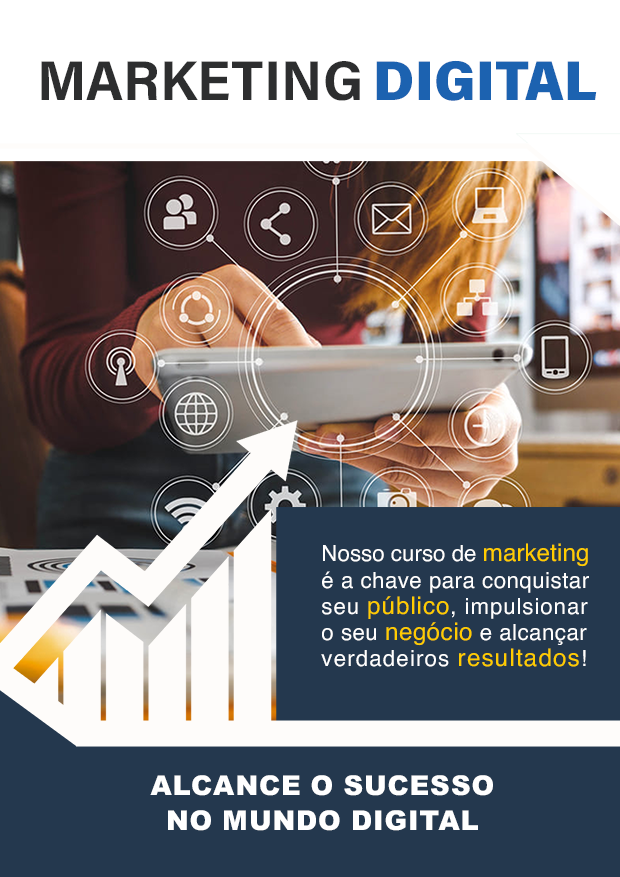 MARKETING DIGITAL
Nosso curso de marketing
é a chave para conquistar
seu público, impulsionar
o seu negócio e alcançar
verdadeiros resultados!
ALCANCE O SUCESSO
NO MUNDO DIGITAL